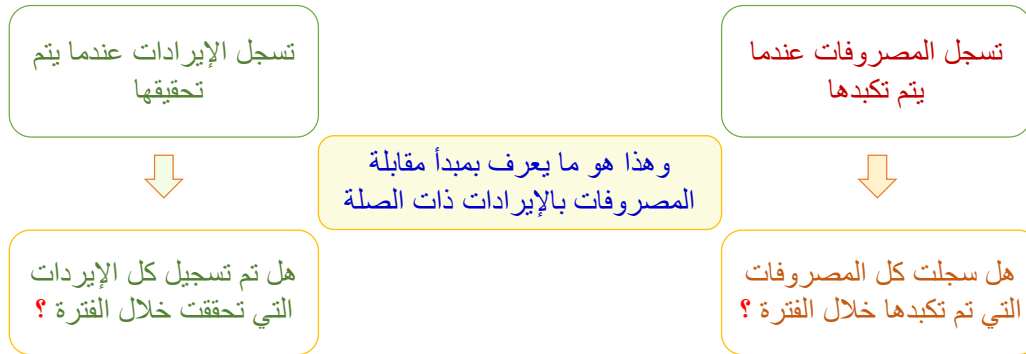 تسجل المصروفات عندما
يتم تكبدها
تسجل الإيرادات عندما يتم
تحقيقها
وهذا هو ما يعرف بمبدأ مقابلة
المصروفات بالإيرادات ذات الصلة
هل سجلت كل المصروفات
التي تم تكبدها خلال الفترة ؟
هل تم تسجيل كل الإيردات
التي تحققت خلال الفترة ؟